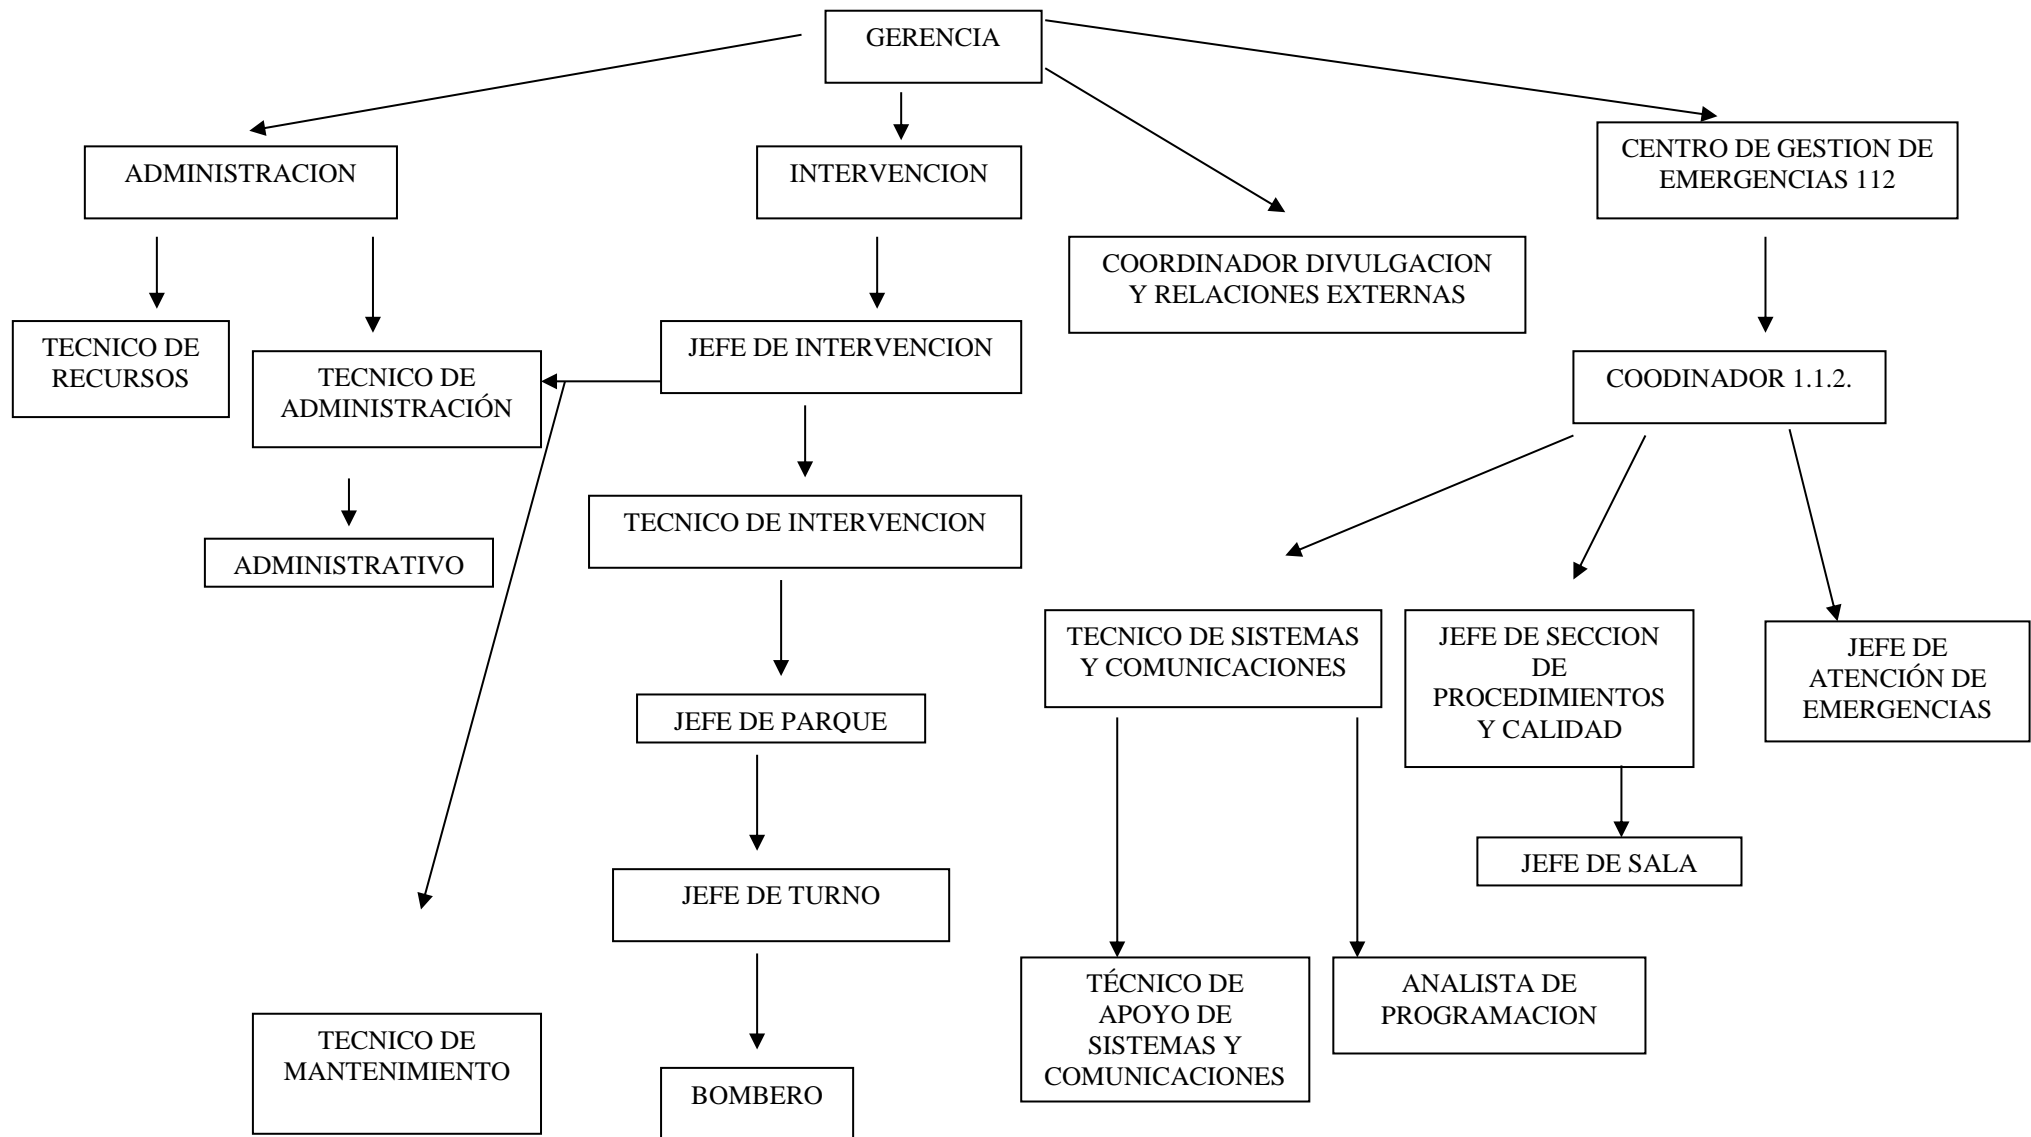 GERENCIA
ADMINISTRACION
INTERVENCION
CENTRO DE GESTION DE
EMERGENCIAS 112
COORDINADOR DIVULGACION
Y RELACIONES EXTERNAS
TECNICO DE
RECURSOS
TECNICO DE
ADMINISTRACIÓN
JEFE DE INTERVENCION
COODINADOR 1.1.2.
TECNICO DE INTERVENCION
ADMINISTRATIVO
TECNICO DE SISTEMAS
Y COMUNICACIONES
JEFE DE SECCION
DE
PROCEDIMIENTOS
Y CALIDAD
JEFE DE
ATENCIÓN DE
EMERGENCIAS
JEFE DE PARQUE
JEFE DE SALA
JEFE DE TURNO
TECNICO DE
MANTENIMIENTO
BOMBERO
TÉCNICO DE
APOYO DE
SISTEMAS Y
COMUNICACIONES
ANALISTA DE
PROGRAMACION